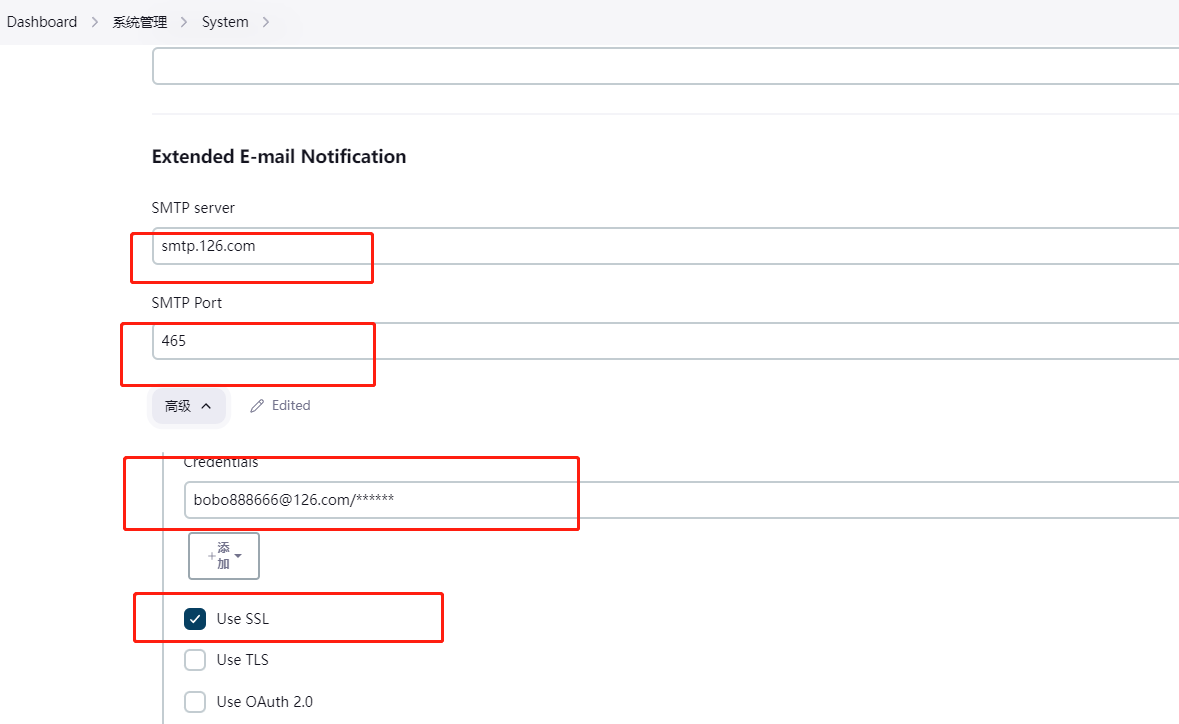 Dashboard > 系统管理 > System >
Extended E-mail Notification
SMTP server
smtp.126.com
SMTP Port
465
高级 Edited
Credentials
bobo888666@126.com/******
+添加
Use SSL
Use TLS
Use OAuth 2.0